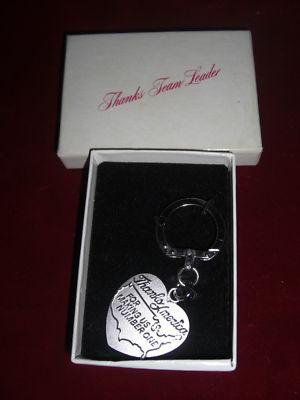 Thanks Team Leader
Thanks America
FOR
MAKING US
NUMBER ONE